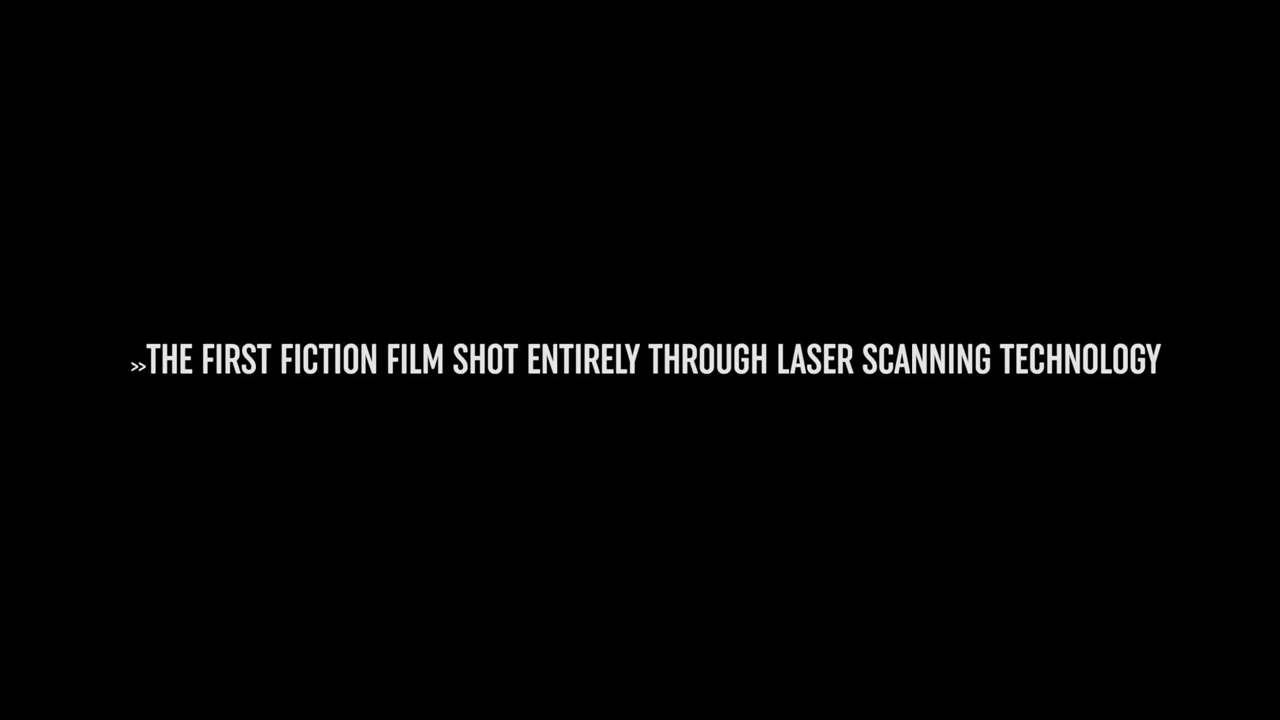 »THE FIRST FICTION FILM SHOT ENTIRELY THROUGH LASER SCANNING TECHNOLOGY